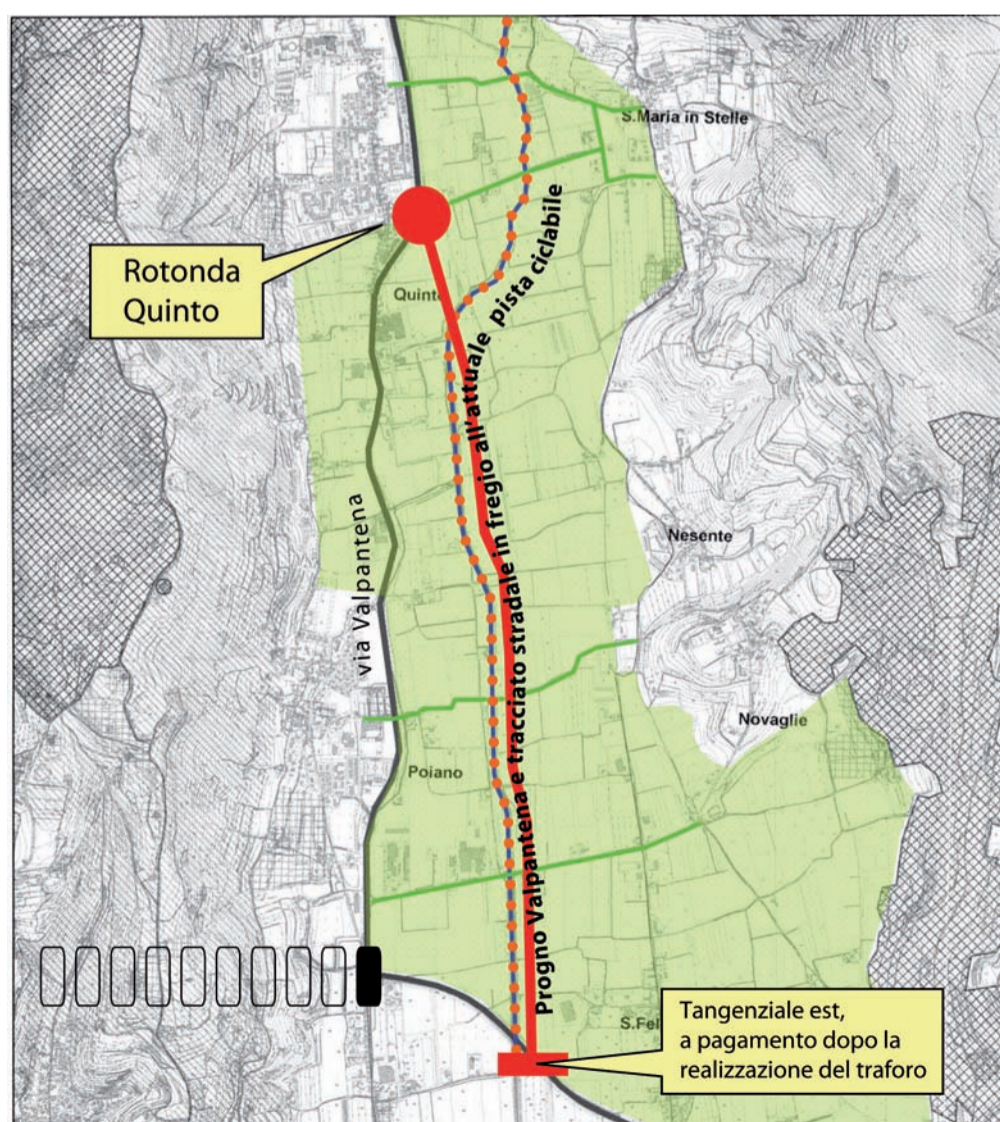 S.Maria in Stelle
Rotonda
Quinto
Quinto
Progno Valpantena e tracciato stradale in fregio all'attuale pista ciclabile
via Valpantena
Nesente
Novaglie
Poiano
S.Fel
Tangenziale est,
a pagamento dopo la
realizzazione del traforo